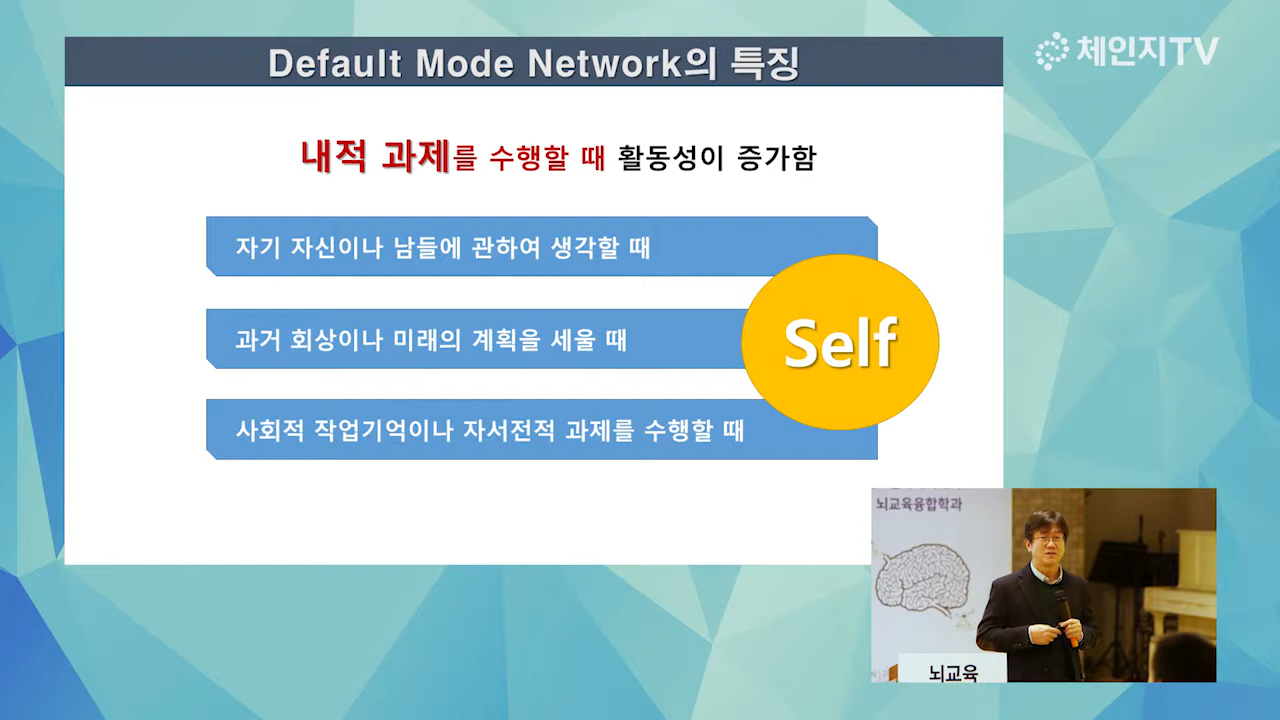 Default Mode Network의 특징
체인지TV
내적 과제를 수행할 때 활동성이 증가함
자기 자신이나 남들에 관하여 생각할 때
과거 회상이나 미래의 계획을 세울 때
Self
사회적 작업기억이나 자서전적 과제를 수행할 때
뇌교육융합학과
뇌교육